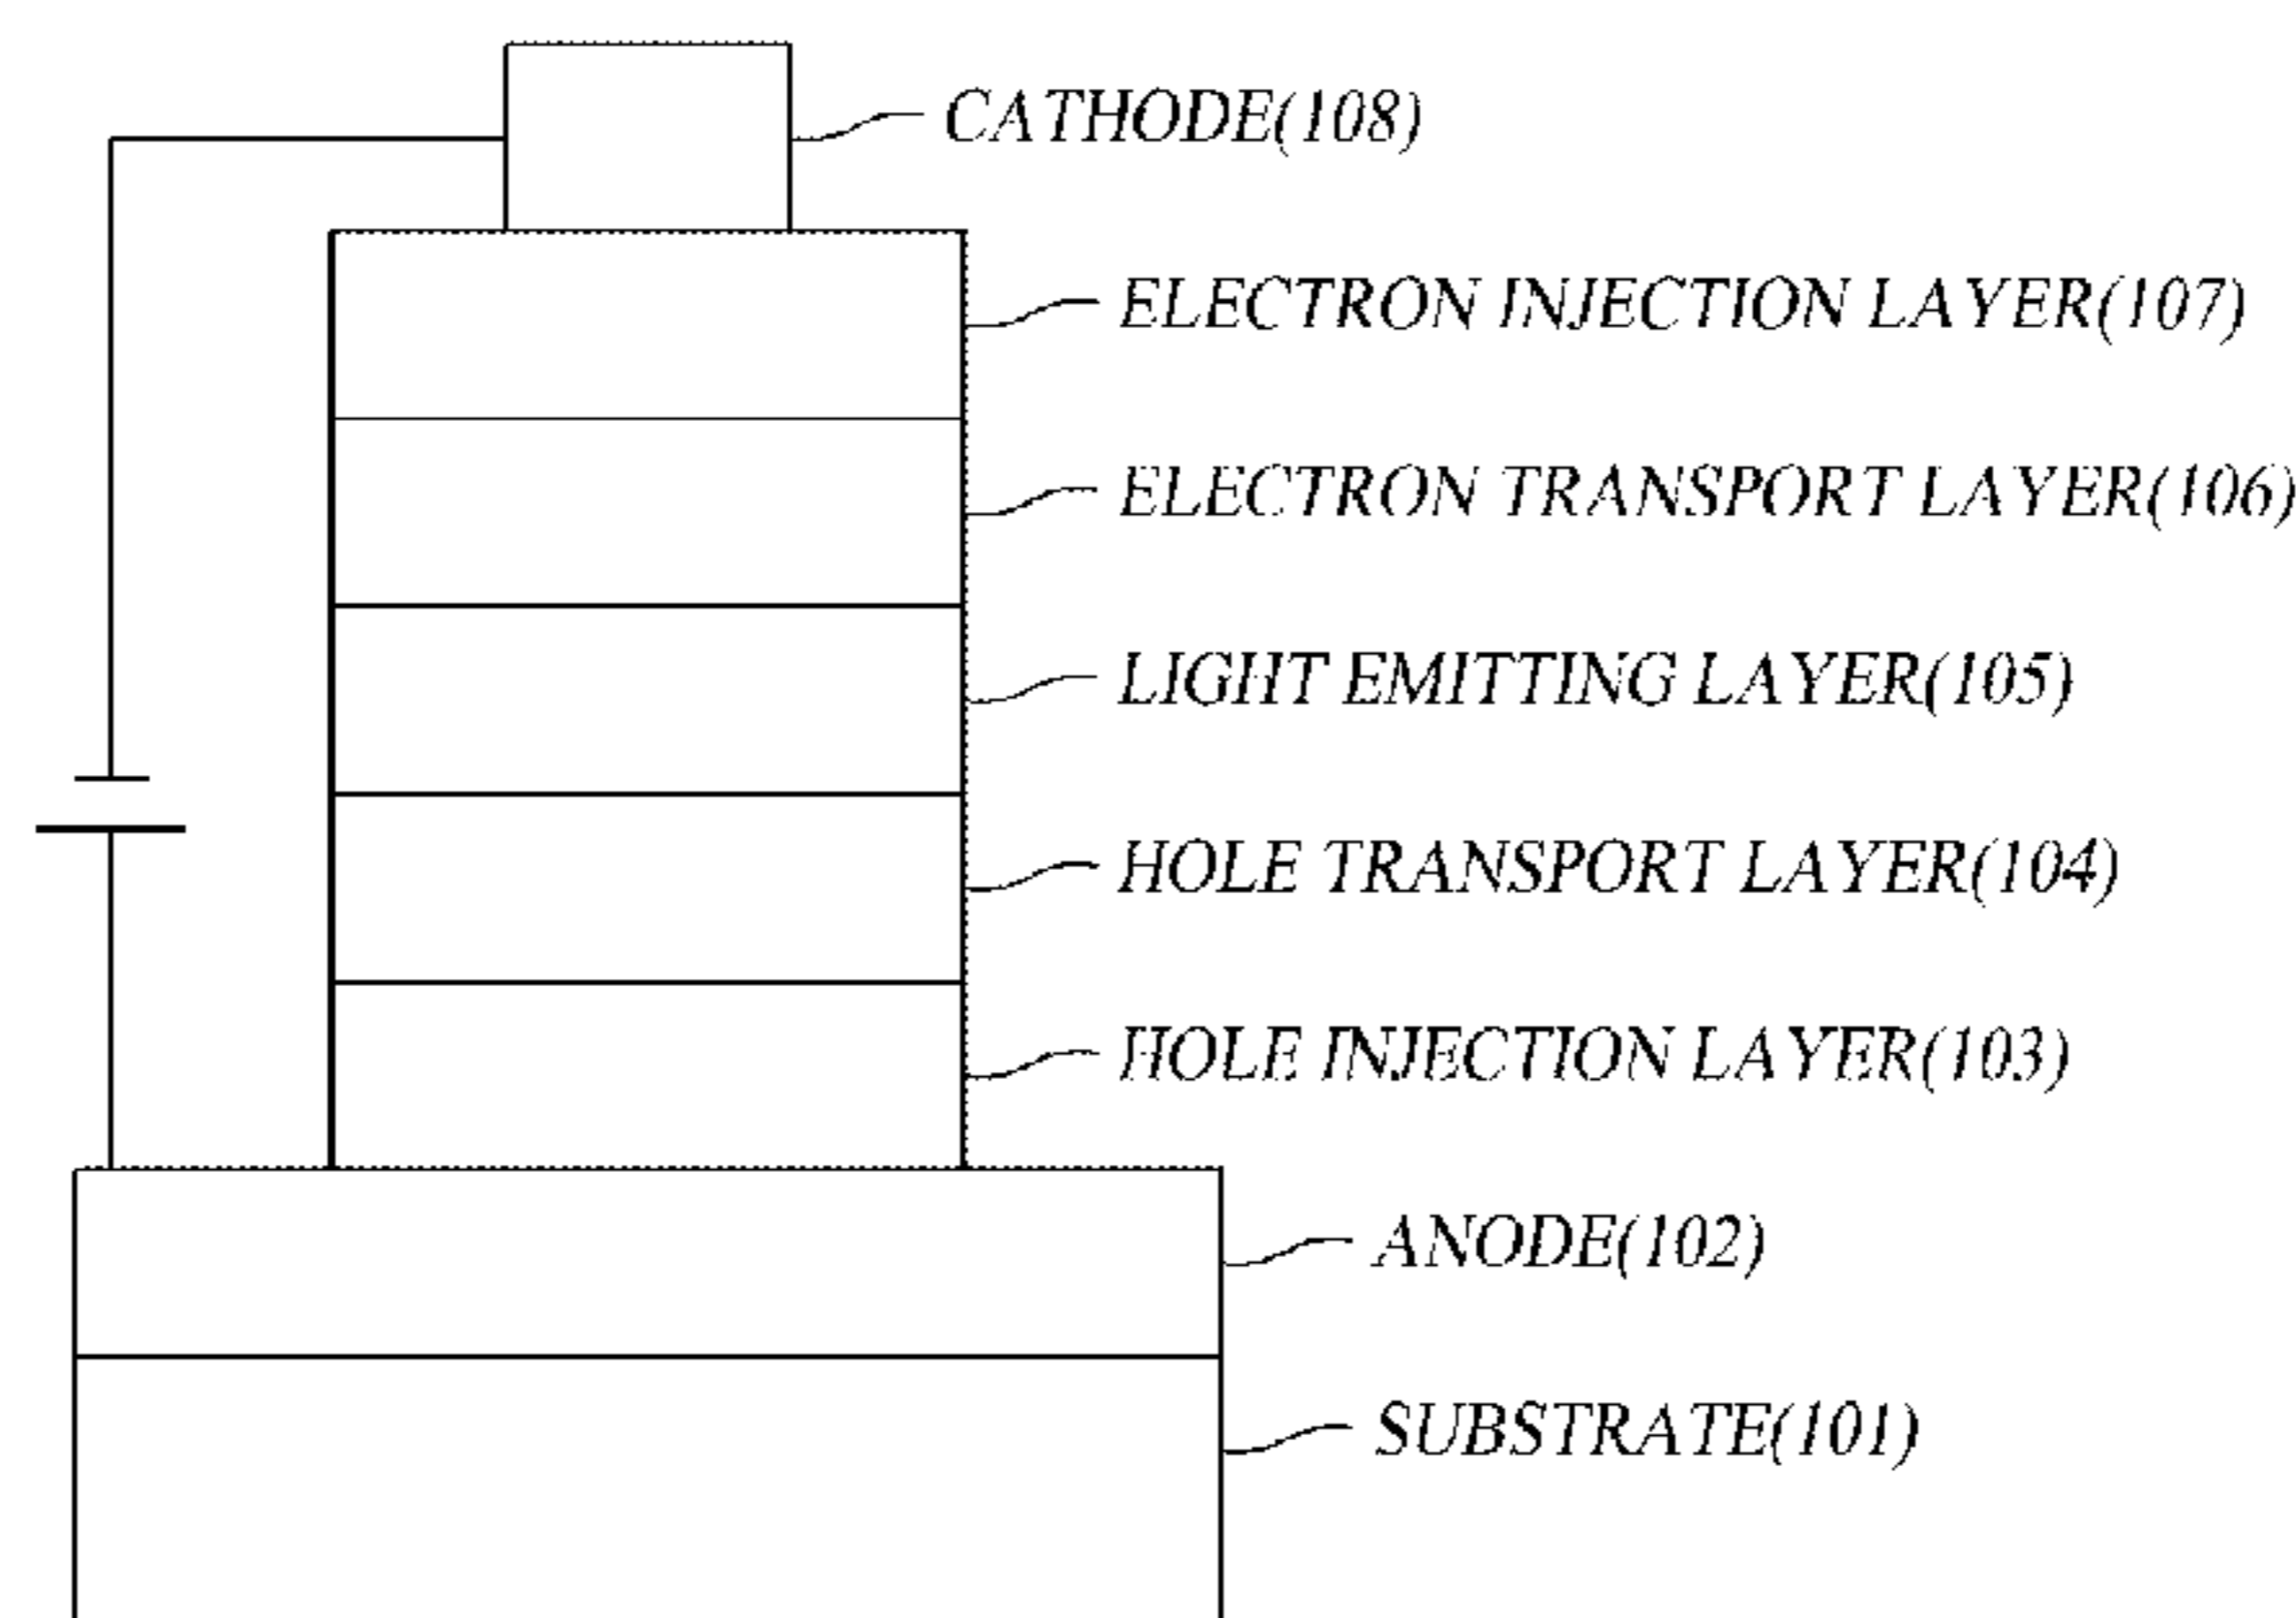 CATHODE(108)
ELECTRON INJECTION LAYER(107)
ELECTRON TRANSPORT LAYER(106)
LIGHT EMITTING LAYER(105)
HOLE TRANSPORT LAYER(104)
HOLE INJECTION LAYER(103)
ANODE(102)
SUBSTRATE(101)